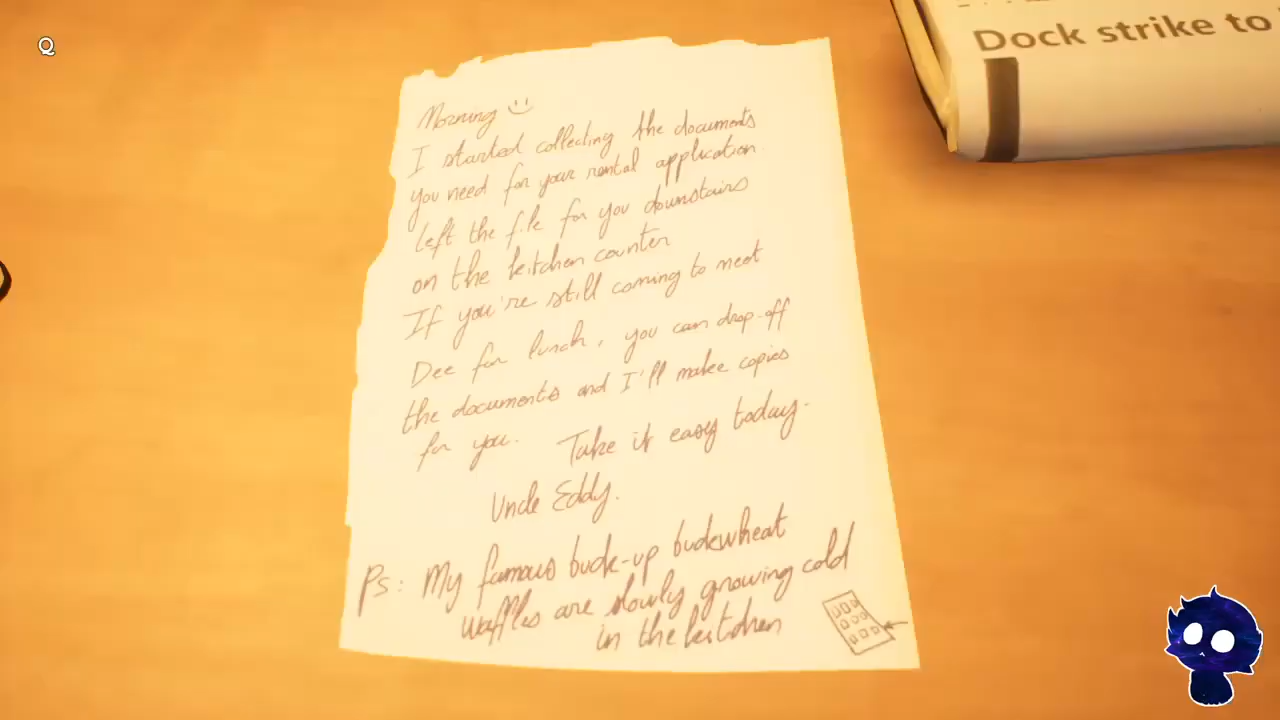 Q
Dock strike to
Morning
I started collecting the documents
you need for your rental application
Left the file for you downstairs
on the kitchen counter
If you're still coming to meet
Dee for lunch, you can drop-off
the documents and I'll make copies
for you. Take it easy today.
Uncle Eddy.
Ps: My famous buck-up buckwheat
waffles are slowly growing cold
in the kitchen